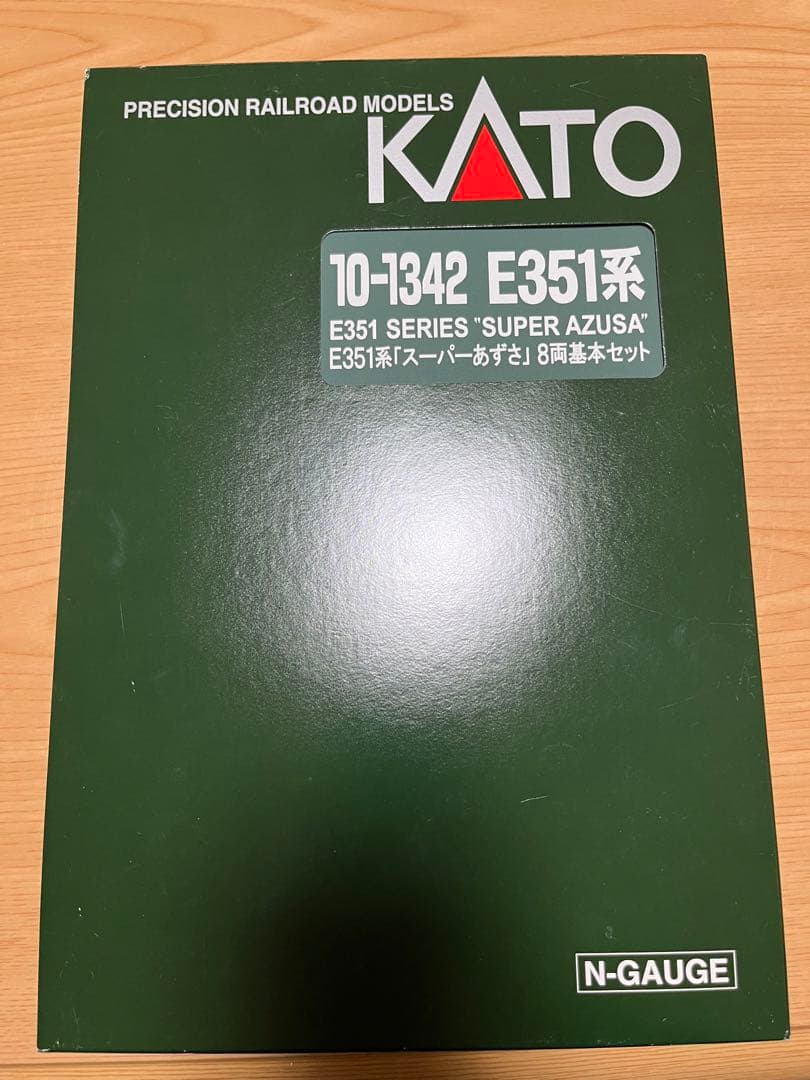 PRECISION RAILROAD MODELS
KATO
10-1342 E351系
E351 SERIES "SUPER AZUSA"
E351系「スーパーあずさ」8両基本セット
N-GAUGE